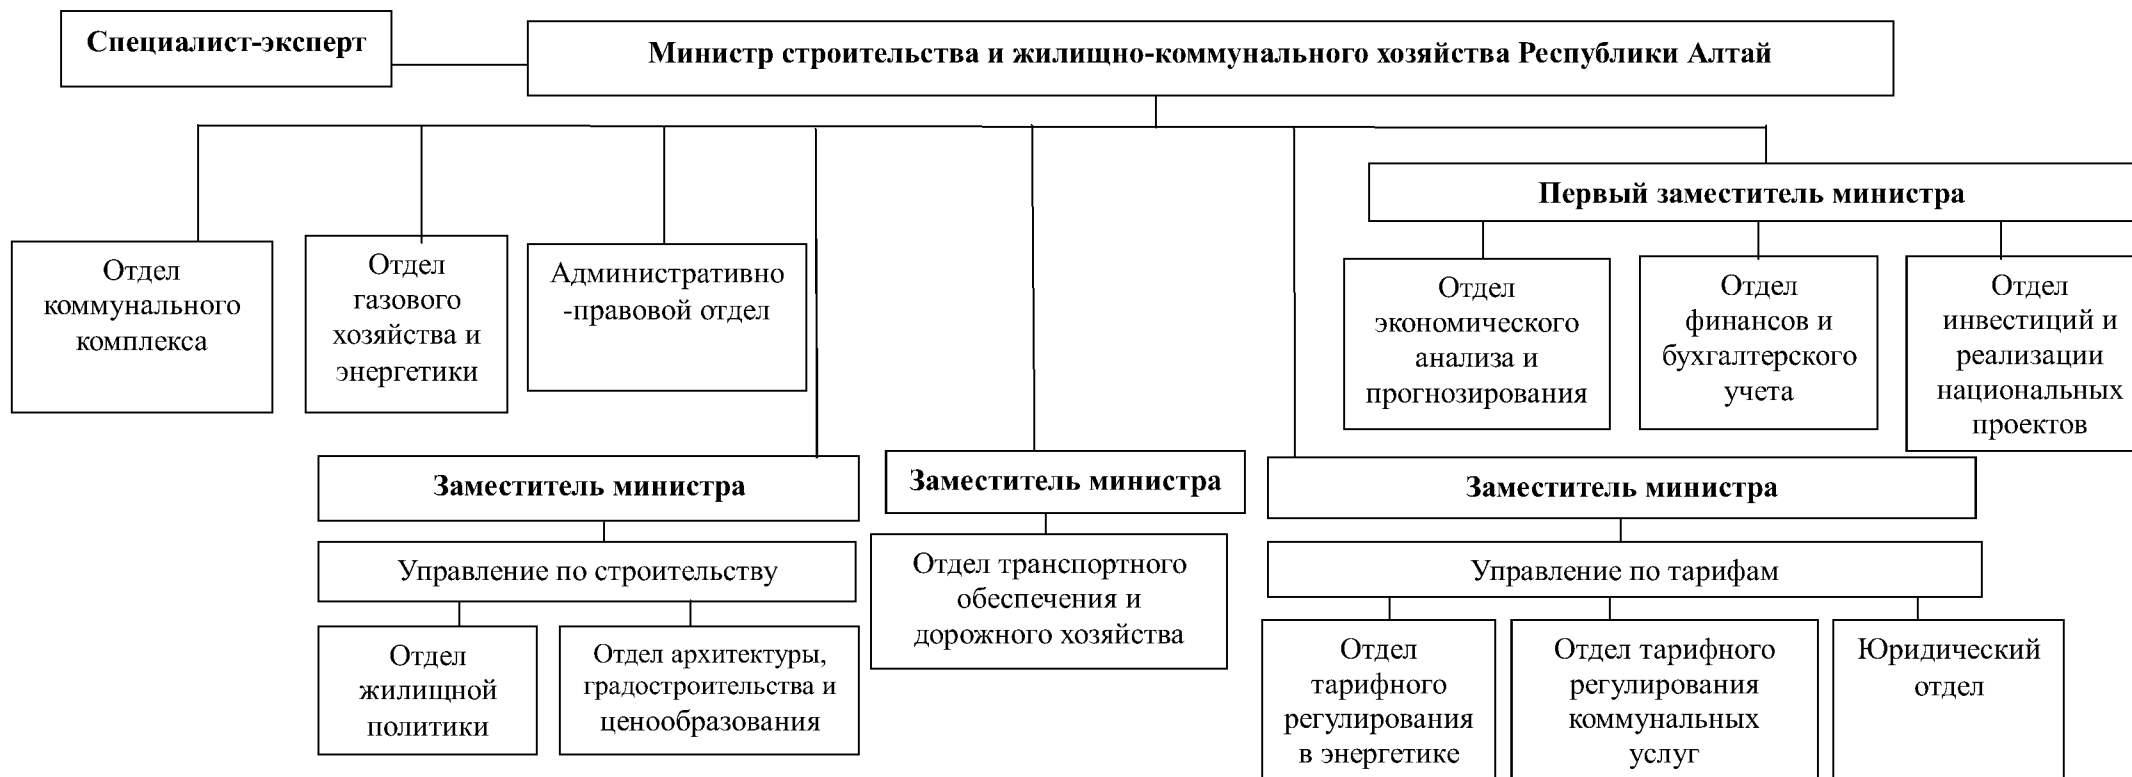 Специалист-эксперт
Министр строительства и жилищно-коммунального хозяйства Республики Алтай
Первый заместитель министра
Отдел
коммунального
комплекса
Отдел
газового
хозяйства и
энергетики
Административно
-правовой отдел
Отдел
экономического
анализа и
прогнозирования
Отдел
финансов и
бухгалтерского
учета
Отдел
инвестиций и
реализации
национальных
проектов
Заместитель министра
Заместитель министра
Заместитель министра
Управление по строительству
Отдел транспортного
обеспечения и
дорожного хозяйства
Управление по тарифам
Отдел
жилищной
политики
Отдел архитектуры,
градостроительства и
ценообразования
Отдел
тарифного
регулирования
в энергетике
Отдел тарифного
регулирования
коммунальных
услуг
Юридический
отдел